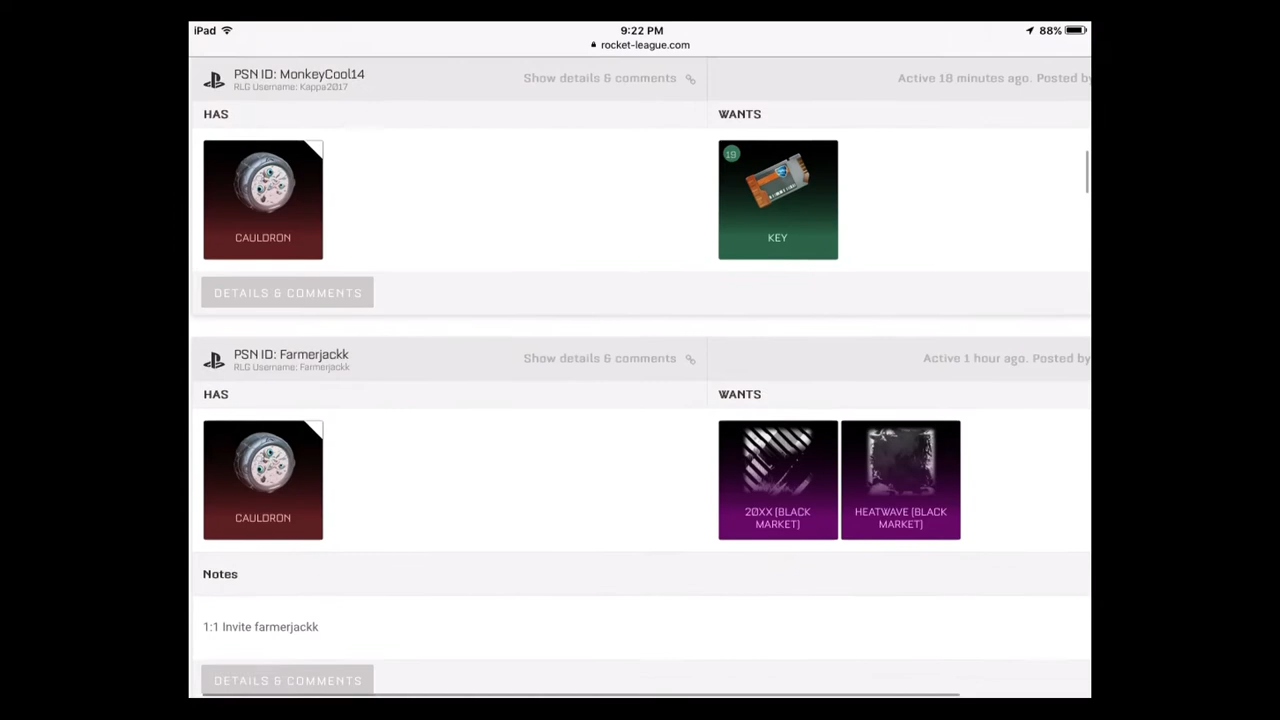 iPad 9:22 PM 88%
rocket-league.com
PSN ID: MonkeyCool14 Show details & comments Active 18 minutes ago. Posted by
RLG Username: Kappa2017
HAS WANTS
19
CAULDRON KEY
DETAILS & COMMENTS
PSN ID: Farmerjackk Show details & comments Active 1 hour ago. Posted by
RLG Username: Farmerjackk
HAS WANTS
CAULDRON 20XX (BLACK MARKET) HEATWAVE (BLACK MARKET)
Notes
1:1 Invite farmerjackk
DETAILS & COMMENTS